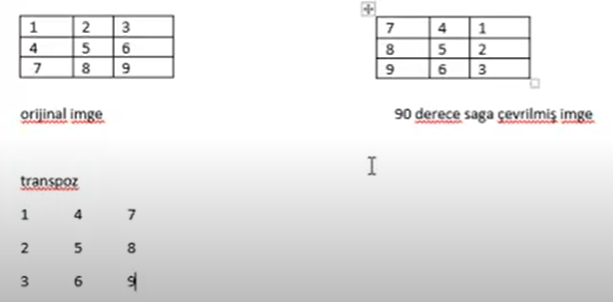 1 2 3
4 5 6
7 8 9
orijinal imge
7 4 1
8 5 2
9 6 3
90 derece saga çevrilmiş imge
transpoz
1 4 7
2 5 8
3 6 9